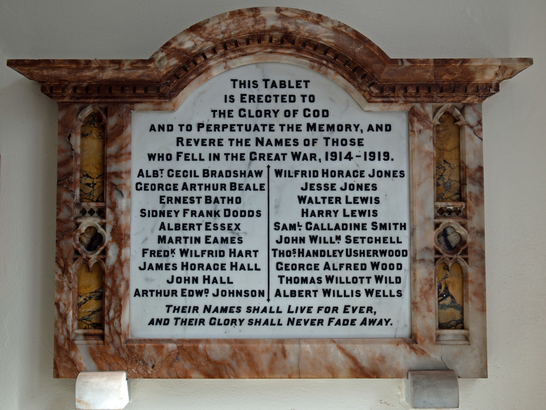 THIS TABLET
IS ERECTED TO
THE GLORY OF GOD
AND TO PERPETUATE THE MEMORY, AND
REVERE THE NAMES OF THOSE
WHO FELL IN THE GREAT WAR, 1914-1919.
ALBT. CECIL BRADSHAW
GEORGE ARTHUR BEALE
ERNEST BATHO
SIDNEY FRANK DODDS
ALBERT ESSEX
MARTIN EAMES
FREDK. WILFRID HART
JAMES HORACE HALL
JOHN HALL
ARTHUR EDWD. JOHNSON
WILFRID HORACE JONES
JESSE JONES
WALTER LEWIS
HARRY LEWIS
SAML. GALLADINE SMITH
JOHN WILLM. SETCHELL
THOS. HANDLEY USHERWOOD
GEORGE ALFRED WOOD
THOMAS WILLOTT WILD
ALBERT WILLIS WELLS
THEIR NAMES SHALL LIVE FOR EVER,
AND THEIR GLORY SHALL NEVER FADE AWAY.